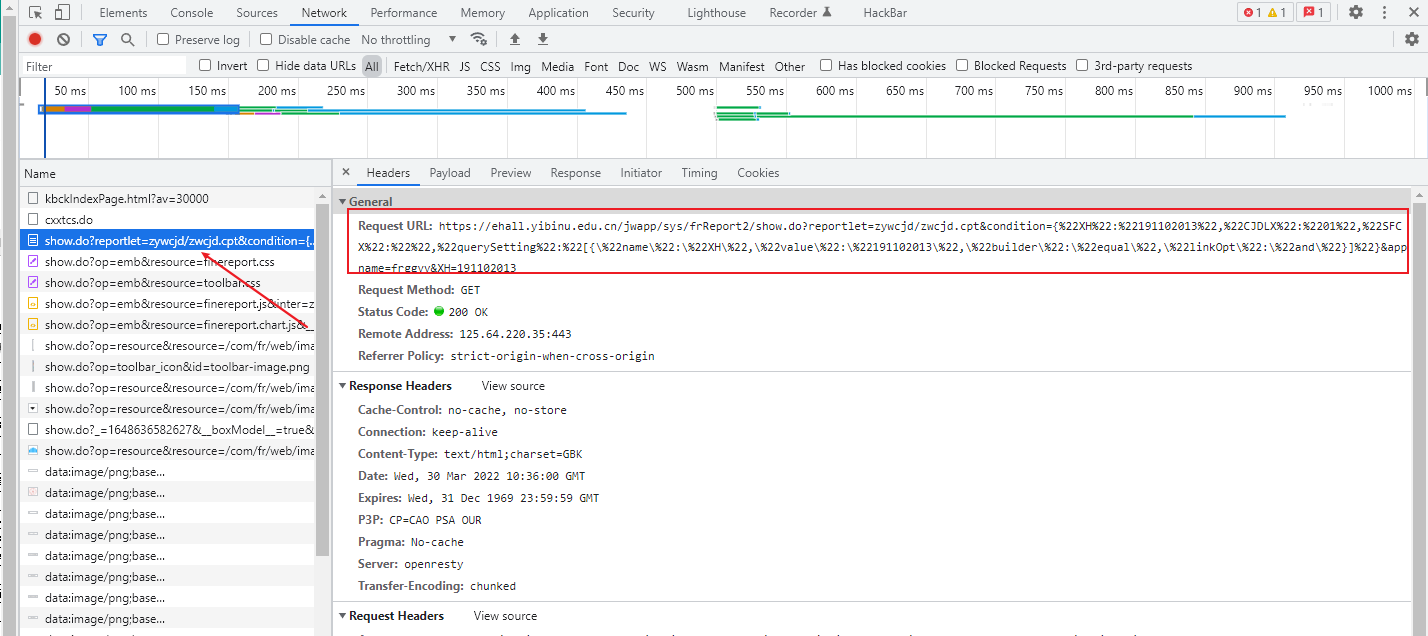 Elements Console Sources Network Performance Memory Application Security Lighthouse Recorder HackBar 1 1 1
Preserve log Disable cache No throttling
Filter Invert Hide data URLs All Fetch/XHR JS CSS Img Media Font Doc WS Wasm Manifest Other Has blocked cookies Blocked Requests 3rd-party requests
50 ms 100 ms 150 ms 200 ms 250 ms 300 ms 350 ms 400 ms 450 ms 500 ms 550 ms 600 ms 650 ms 700 ms 750 ms 800 ms 850 ms 900 ms 950 ms 1000 ms
Name
kbckIndexPage.html?av=30000
cxxtcs.do
show.do?reportlet=zywcjd/zwcjd.cpt&condition={...
show.do?op=emb&resource=finereport.css
show.do?op=emb&resource=toolbar.css
show.do?op=emb&resource=finereport.js&inter=z
show.do?op=emb&resource=finereport.chart.js&_
show.do?op=resource&resource=/com/fr/web/ima
show.do?op=toolbar_icon&id=toolbar-image.png
show.do?op=resource&resource=/com/fr/web/ima
show.do?op=resource&resource=/com/fr/web/ima
show.do?_=1648636582627&__boxModel__=true&
show.do?op=resource&resource=/com/fr/web/ima
data:image/png;base...
data:image/png;base...
data:image/png;base...
data:image/png;base...
data:image/png;base...
data:image/png;base...
data:image/png;base...
data:image/png;base...
Headers Payload Preview Response Initiator Timing Cookies
General
Request URL: https://ehall.yibinu.edu.cn/jwapp/sys/frReport2/show.do?reportlet=zywcjd/zwcjd.cpt&condition={%22XH%22:%22191102013%22,%22CJDLX%22:%2201%22,%22SFC
X%22:%22%22,%22querySetting%22:%22[{\%22name\%22:\%22XH\%22,\%22value\%22:\%22191102013\%22,\%22builder\%22:\%22equal\%22,\%22linkOpt\%22:\%22and\%22}]%22}&app
name=frggyy&XH=191102013
Request Method: GET
Status Code: 200 OK
Remote Address: 125.64.220.35:443
Referrer Policy: strict-origin-when-cross-origin
Response Headers View source
Cache-Control: no-cache, no-store
Connection: keep-alive
Content-Type: text/html;charset=GBK
Date: Wed, 30 Mar 2022 10:36:00 GMT
Expires: Wed, 31 Dec 1969 23:59:59 GMT
P3P: CP=CAO PSA OUR
Pragma: No-cache
Server: openresty
Transfer-Encoding: chunked
Request Headers View source